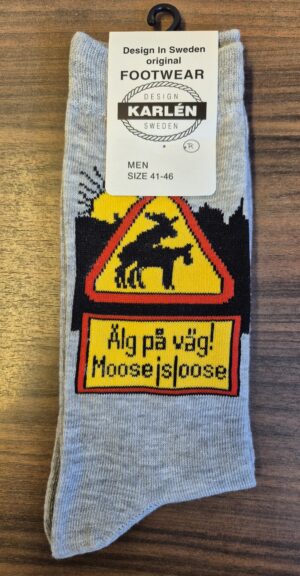 Design In Sweden
original
FOOTWEAR
DESIGN
KARLÉN
SWEDEN
R
MEN
SIZE 41-46
Älg på väg!
Moose is loose